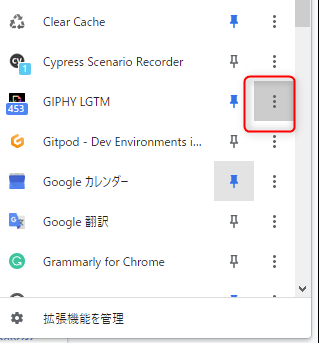 Clear Cache
Cypress Scenario Recorder
1
GIPHY LGTM
453
Gitpod - Dev Environments i...
Google カレンダー
Google 翻訳
Grammarly for Chrome
拡張機能を管理